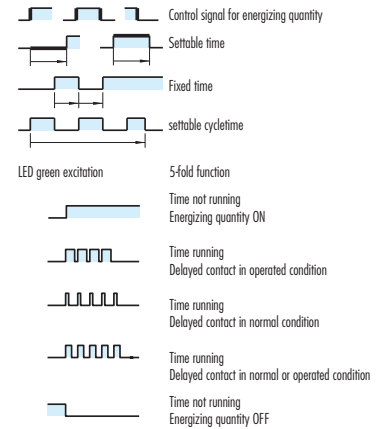 Control signal for energizing quantity
Settable time
Fixed time
settable cycletime
LED green excitation 5-fold function
Time not running
Energizing quantity ON
Time running
Delayed contact in operated condition
Time running
Delayed contact in normal condition
Time running
Delayed contact in normal or operated condition
Time not running
Energizing quantity OFF